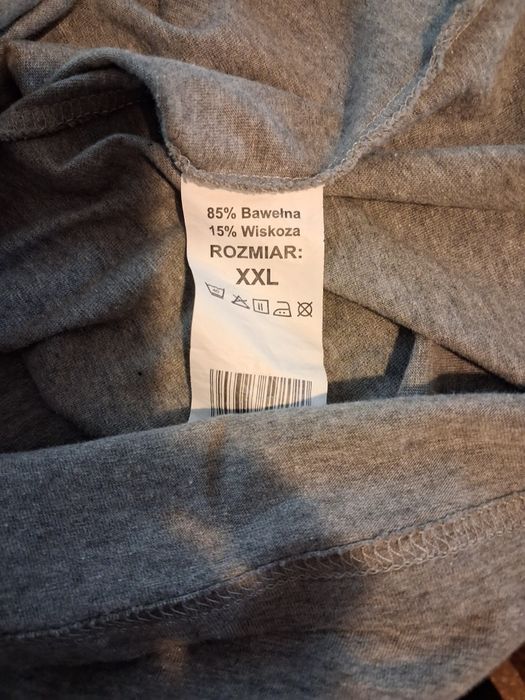 85% Bawełna
15% Wiskoza
ROZMIAR:
XXL